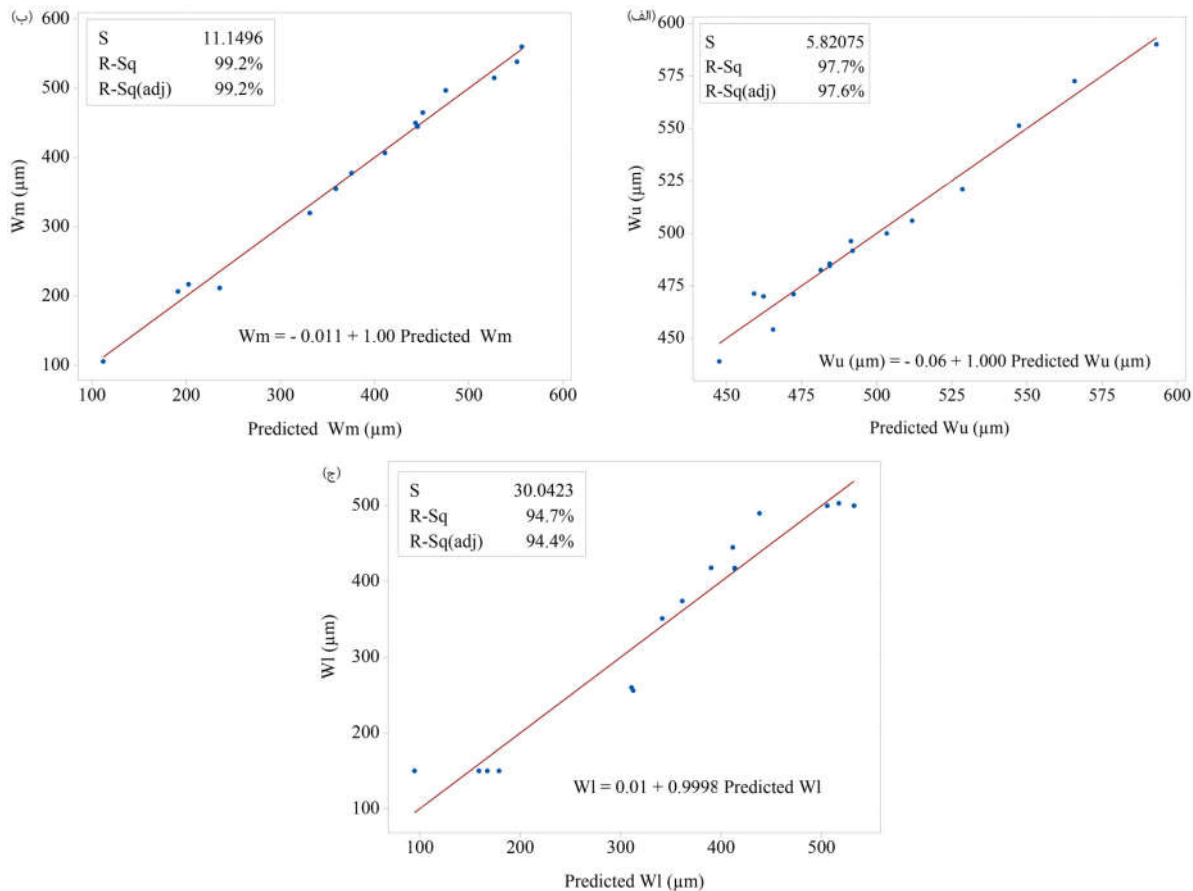 (ب)
S 11.1496
R-Sq 99.2%
R-Sq(adj) 99.2%
600
500
400
300
200
100
Wm (µm)
Wm = - 0.011 + 1.00 Predicted Wm
100 200 300 400 500 600
Predicted Wm (µm)
(الف)
S 5.82075
R-Sq 97.7%
R-Sq(adj) 97.6%
600
575
550
525
500
475
450
Wu (µm)
Wu (µm) = - 0.06 + 1.000 Predicted Wu (µm)
450 475 500 525 550 575 600
Predicted Wu (µm)
(ج)
S 30.0423
R-Sq 94.7%
R-Sq(adj) 94.4%
500
400
300
200
100
Wl (µm)
Wl = 0.01 + 0.9998 Predicted Wl
100 200 300 400 500
Predicted Wl (µm)